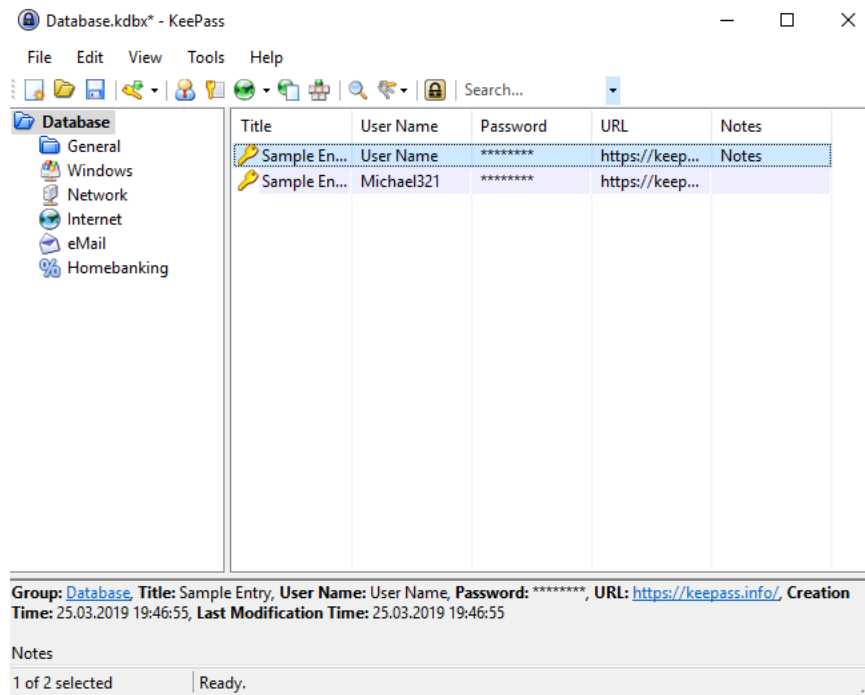 Database.kdbx* - KeePass
File Edit View Tools Help
Search...
Database
General
Windows
Network
Internet
eMail
Homebanking
Title User Name Password URL Notes
Sample En... User Name ******** https://keep... Notes
Sample En... Michael321 ******** https://keep...
Group: Database, Title: Sample Entry, User Name: User Name, Password: ********, URL: https://keepass.info/, Creation
Time: 25.03.2019 19:46:55, Last Modification Time: 25.03.2019 19:46:55
Notes
1 of 2 selected Ready.